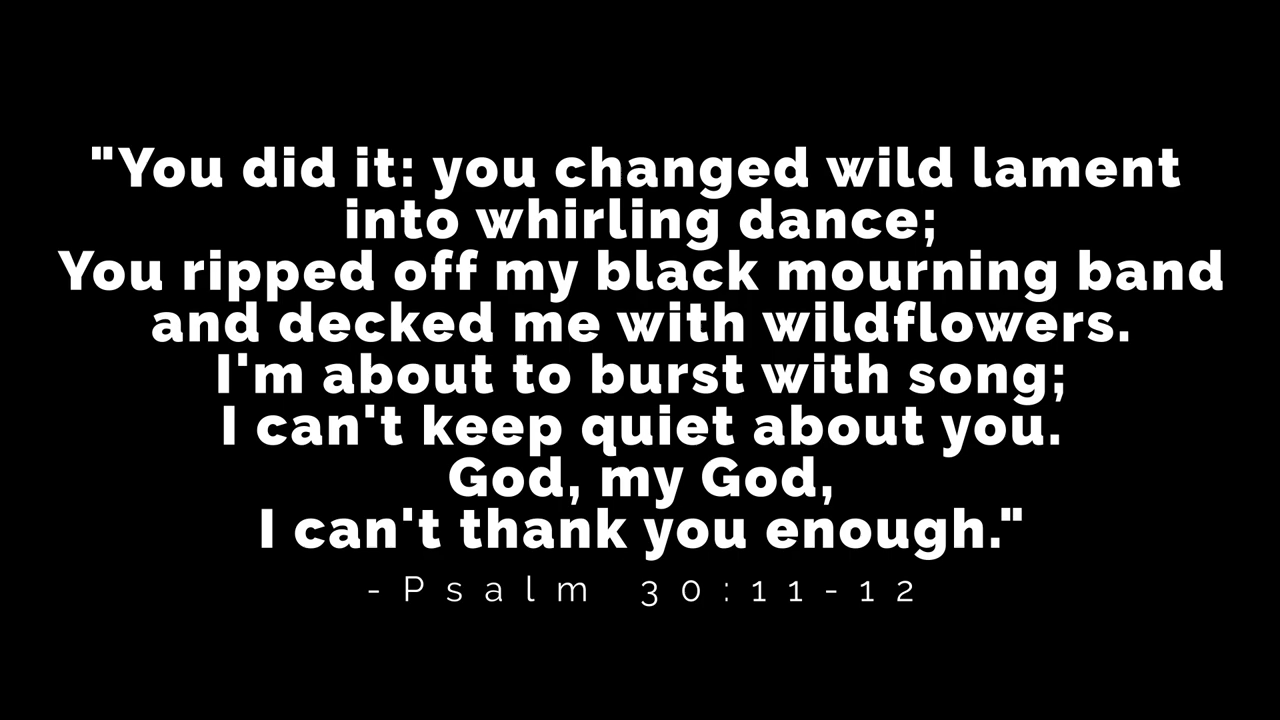 "You did it: you changed wild lament
into whirling dance;
You ripped off my black mourning band
and decked me with wildflowers.
I'm about to burst with song;
I can't keep quiet about you.
God, my God,
I can't thank you enough."
-Psalm 30:11-12